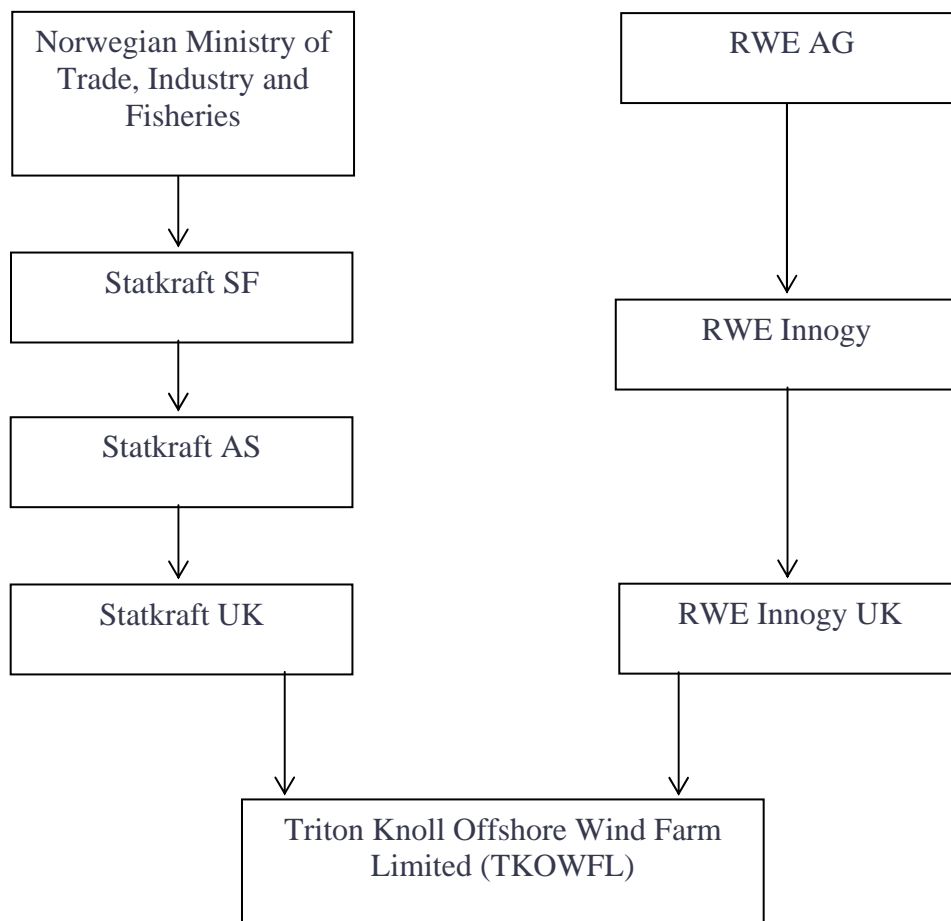 Norwegian Ministry of
Trade, Industry and
Fisheries
RWE AG
Statkraft SF
RWE Innogy
Statkraft AS
Statkraft UK
RWE Innogy UK
Triton Knoll Offshore Wind Farm
Limited (TKOWFL)